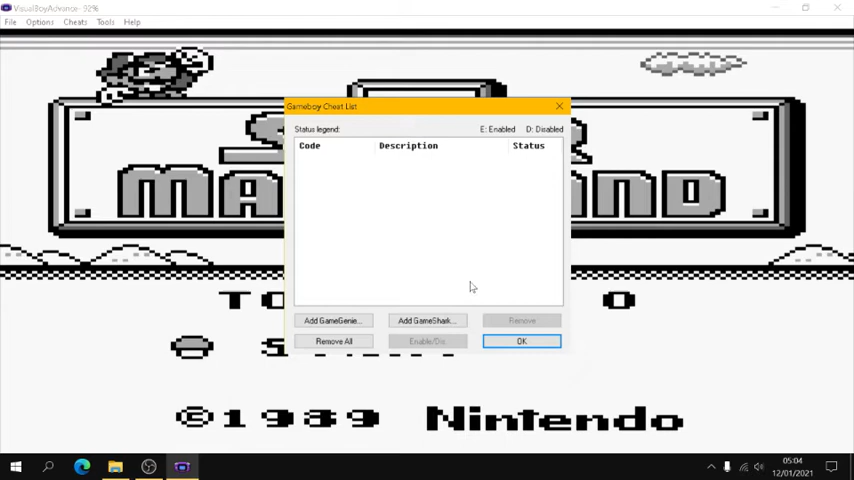 VisualBoyAdvance- 92%
File Options Cheats Tools Help
Gameboy Cheat List
Status legend: E: Enabled D: Disabled
Code Description Status
Add GameGenie... Add GameShark... Remove
Remove All Enable/Dis... OK
©1989 Nintendo
05:04
12/01/2021